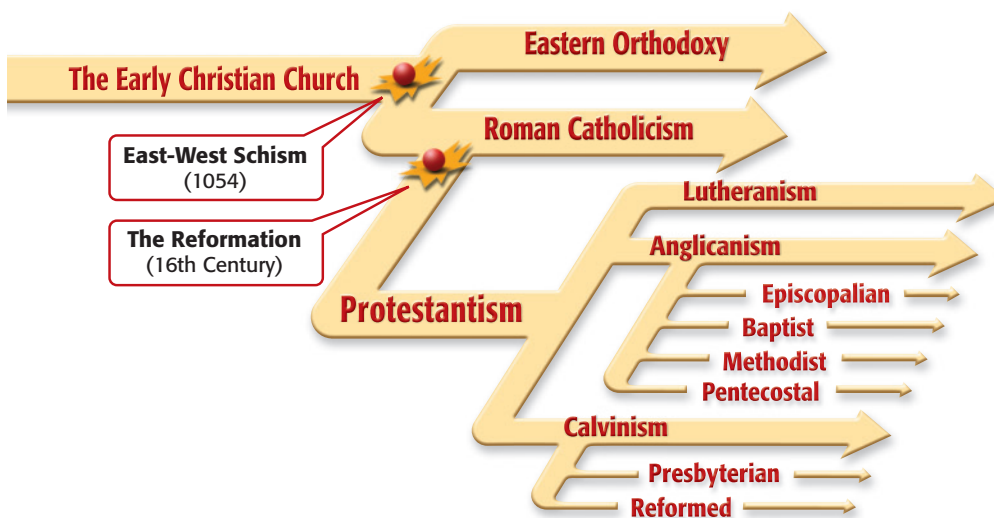 Eastern Orthodoxy
The Early Christian Church
Roman Catholicism
East-West Schism
(1054)
Lutheranism
The Reformation
(16th Century)
Anglicanism
Episcopalian
Protestantism
Baptist
Methodist
Pentecostal
Calvinism
Presbyterian
Reformed